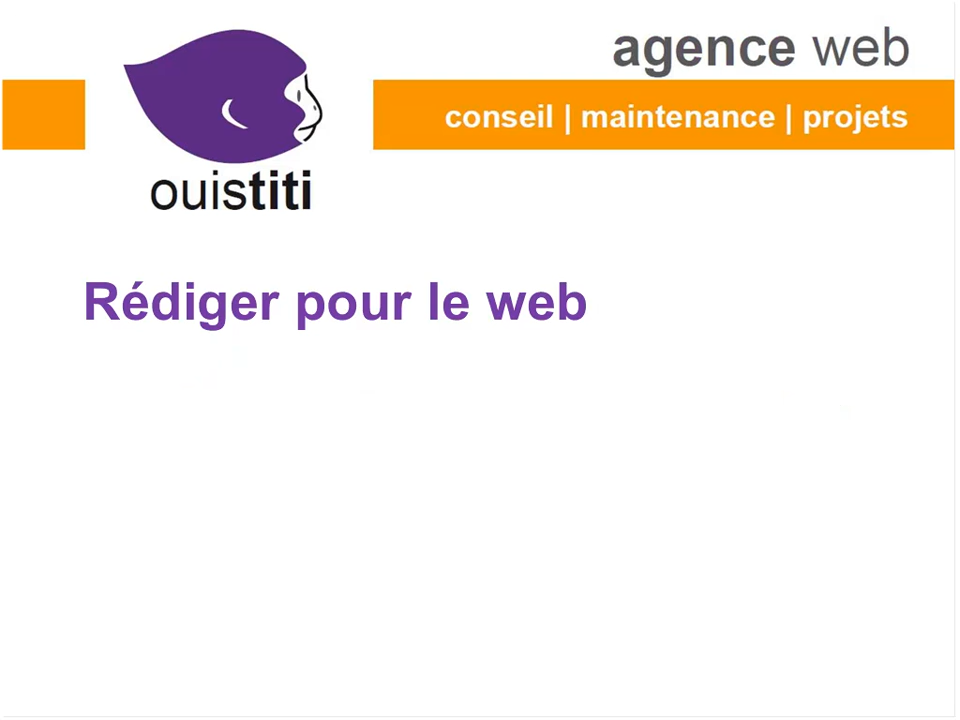 agence web
conseil | maintenance | projets
ouistiti
Rédiger pour le web